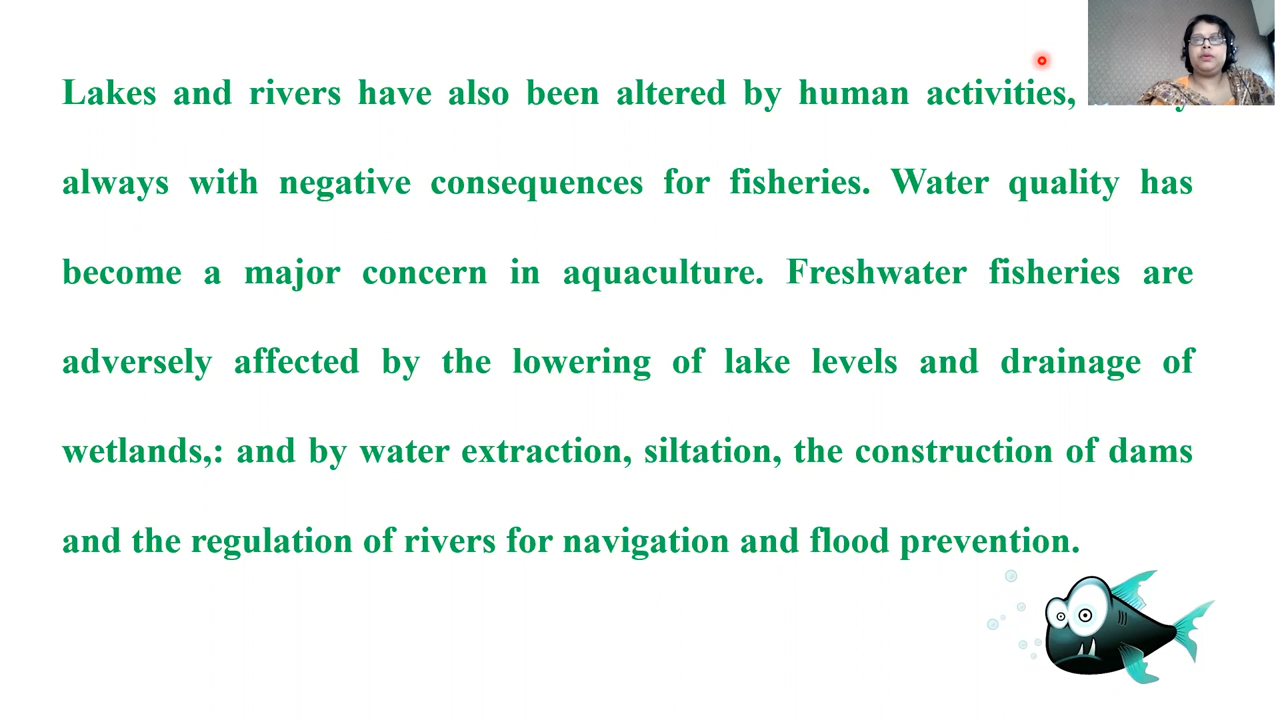 Lakes and rivers have also been altered by human activities,
always with negative consequences for fisheries. Water quality has
become a major concern in aquaculture. Freshwater fisheries are
adversely affected by the lowering of lake levels and drainage of
wetlands,: and by water extraction, siltation, the construction of dams
and the regulation of rivers for navigation and flood prevention.